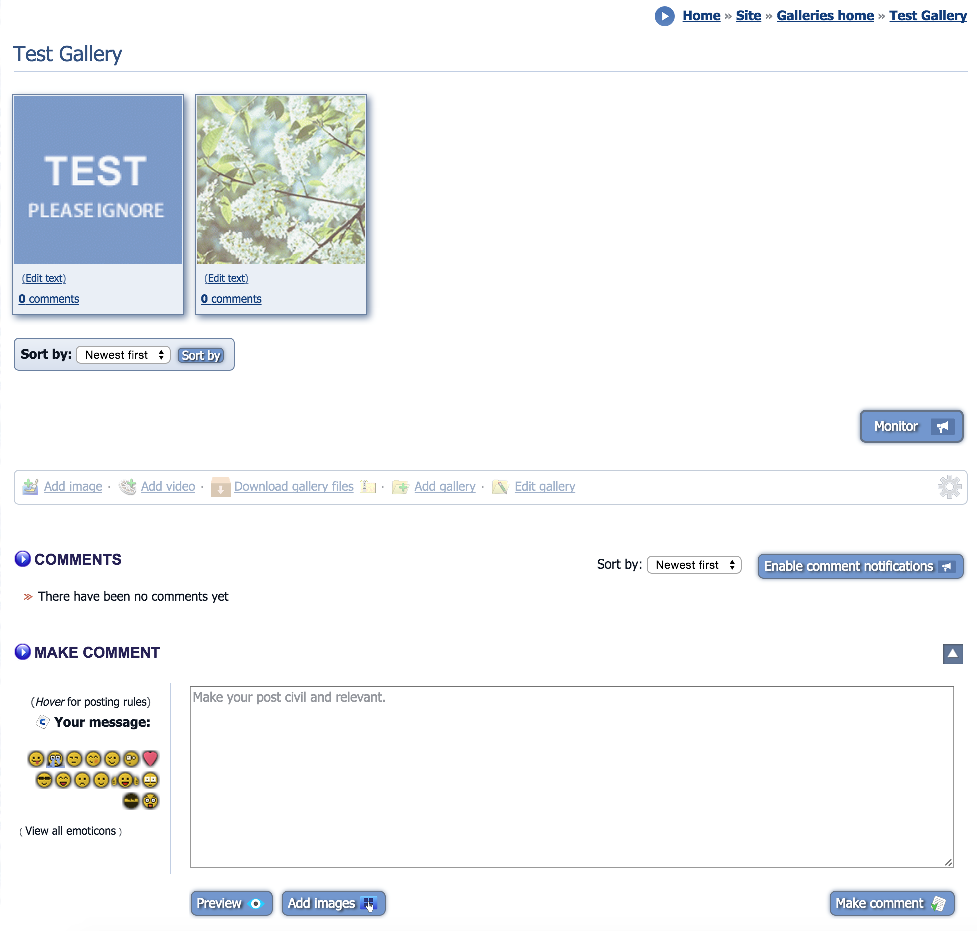 Home » Site » Galleries home » Test Gallery
Test Gallery
TEST
PLEASE IGNORE
(Edit text)
0 comments
(Edit text)
0 comments
Sort by: Newest first Sort by
Monitor
Add image · Add video · Download gallery files · Add gallery · Edit gallery
COMMENTS
Sort by: Newest first Enable comment notifications
» There have been no comments yet
MAKE COMMENT
(Hover for posting rules)
Your message:
Make your post civil and relevant.
( View all emoticons )
Preview Add images Make comment